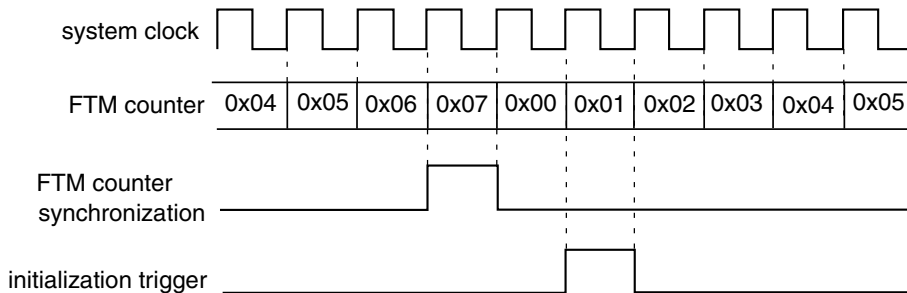 system clock
FTM counter 0x04 0x05 0x06 0x07 0x00 0x01 0x02 0x03 0x04 0x05
FTM counter
synchronization
initialization trigger